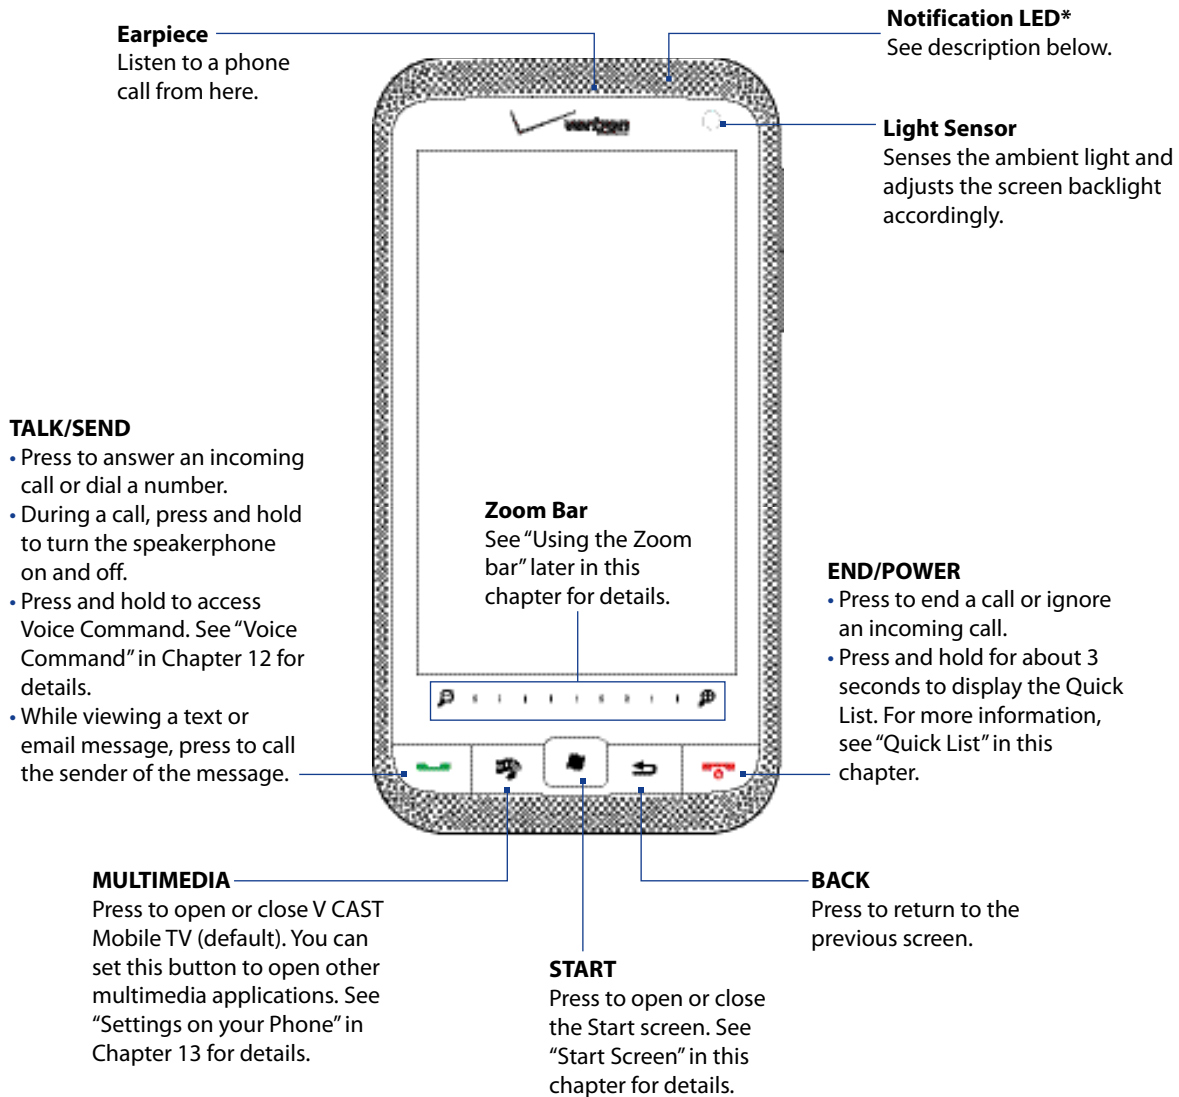 Earpiece
Listen to a phone
call from here.
Notification LED*
See description below.
verizon
Light Sensor
Senses the ambient light and
adjusts the screen backlight
accordingly.
TALK/SEND
• Press to answer an incoming
call or dial a number.
• During a call, press and hold
to turn the speakerphone
on and off.
• Press and hold to access
Voice Command. See “Voice
Command” in Chapter 12 for
details.
• While viewing a text or
email message, press to call
the sender of the message.
Zoom Bar
See “Using the Zoom
bar” later in this
chapter for details.
END/POWER
• Press to end a call or ignore
an incoming call.
• Press and hold for about 3
seconds to display the Quick
List. For more information,
see “Quick List” in this
chapter.
MULTIMEDIA
Press to open or close V CAST
Mobile TV (default). You can
set this button to open other
multimedia applications. See
“Settings on your Phone” in
Chapter 13 for details.
START
Press to open or close
the Start screen. See
“Start Screen” in this
chapter for details.
BACK
Press to return to the
previous screen.